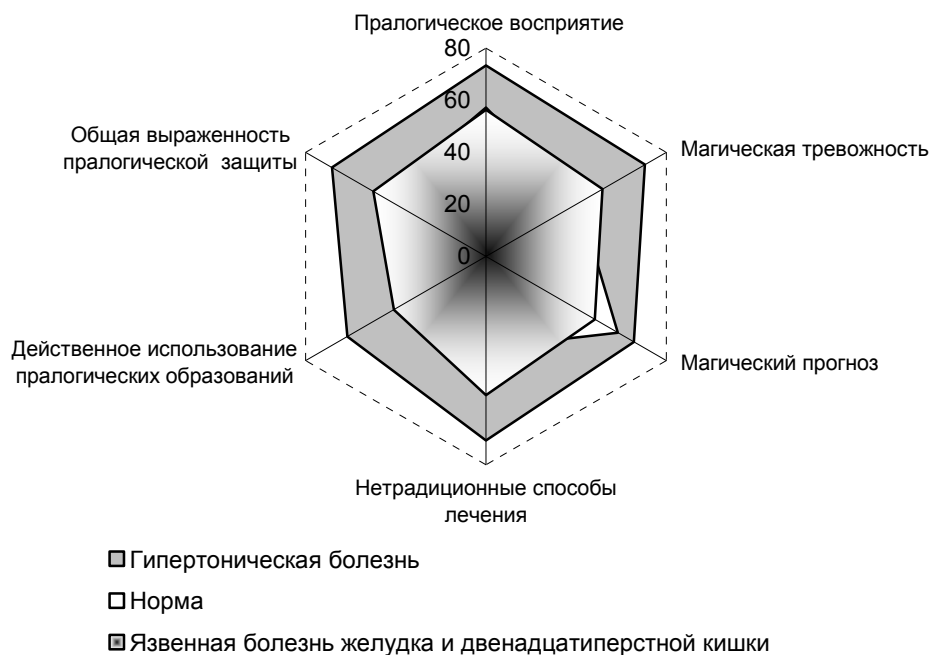 Пралогическое восприятие
80
60
40
20
0
Общая выраженность
пралогической защиты
Магическая тревожность
Действенное использование
пралогических образований
Магический прогноз
Нетрадиционные способы
лечения
Гипертоническая болезнь
Норма
Язвенная болезнь желудка и двенадцатиперстной кишки